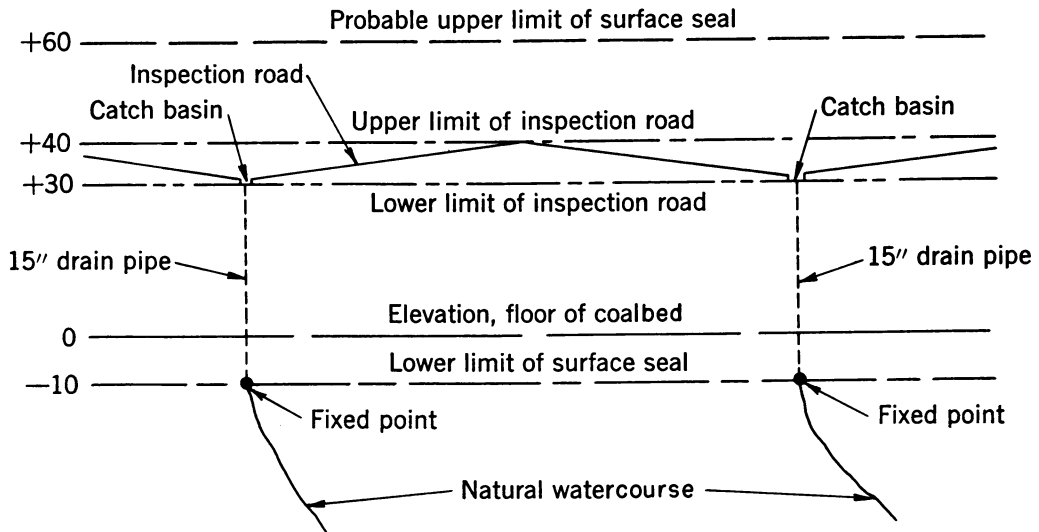 Probable upper limit of surface seal
+60
Inspection road
Catch basin
Catch basin
Upper limit of inspection road
+40
+30
Lower limit of inspection road
15" drain pipe
15" drain pipe
Elevation, floor of coalbed
0
Lower limit of surface seal
—10
Fixed point
Fixed point
Natural watercourse